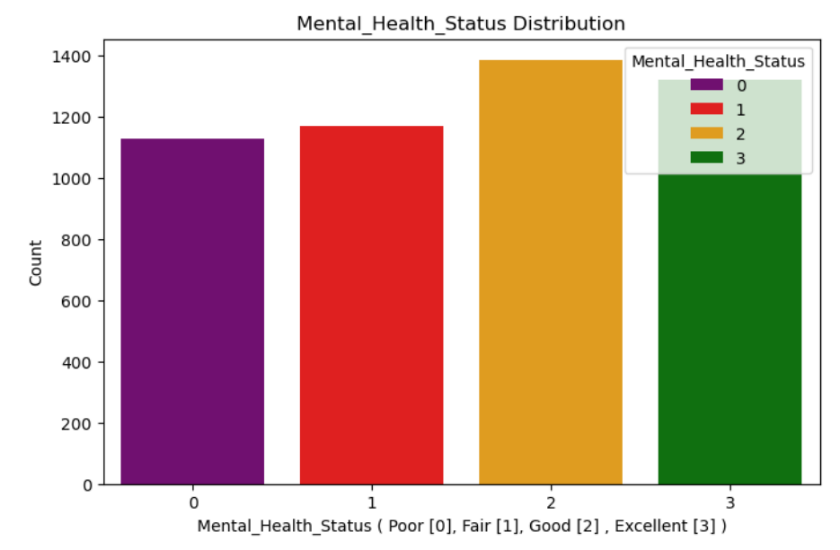 Mental_Health_Status Distribution
1400
1200
1000
800
600
400
200
0
Count
Mental_Health_Status
0
1
2
3
0 1 2 3
Mental_Health_Status ( Poor [0], Fair [1], Good [2] , Excellent [3] )